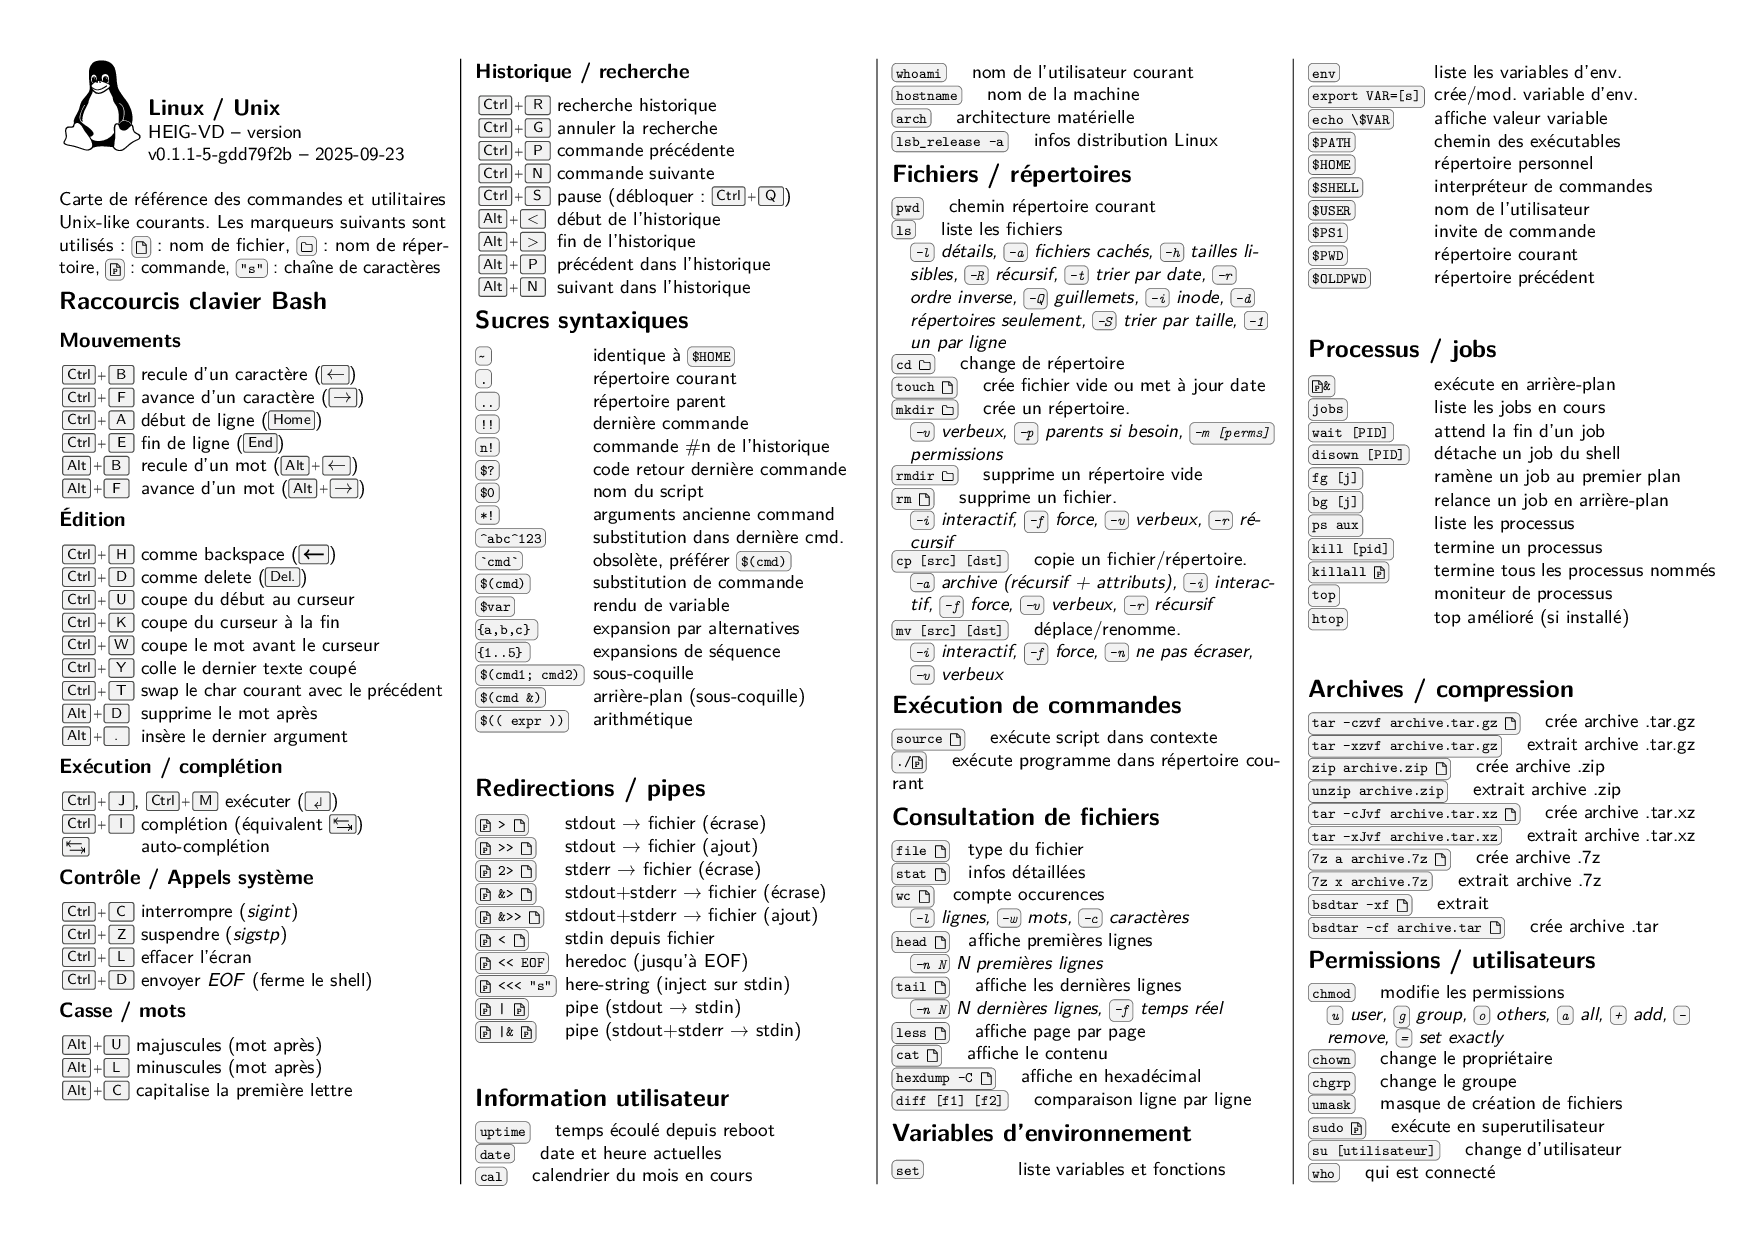 Linux / Unix
HEIG-VD – version
v0.1.1-5-gdd79f2b – 2025-09-23
Carte de référence des commandes et utilitaires
Unix-like courants. Les marqueurs suivants sont
utilisés : : nom de fichier, : nom de réper-
toire, : commande, "s" : chaîne de caractères
Raccourcis clavier Bash
Mouvements
Ctrl+B recule d'un caractère (←)
Ctrl+F avance d'un caractère (→)
Ctrl+A début de ligne (Home)
Ctrl+E fin de ligne (End)
Alt+B recule d'un mot (Alt+←)
Alt+F avance d'un mot (Alt+→)
Édition
Ctrl+H comme backspace (←)
Ctrl+D comme delete (Del.)
Ctrl+U coupe du début au curseur
Ctrl+K coupe du curseur à la fin
Ctrl+W coupe le mot avant le curseur
Ctrl+Y colle le dernier texte coupé
Ctrl+T swap le char courant avec le précédent
Alt+D supprime le mot après
Alt+. insère le dernier argument
Exécution / complétion
Ctrl+J, Ctrl+M exécuter (↲)
Ctrl+I complétion (équivalent ↹)
↹ auto-complétion
Contrôle / Appels système
Ctrl+C interrompre (sigint)
Ctrl+Z suspendre (sigstp)
Ctrl+L effacer l'écran
Ctrl+D envoyer EOF (ferme le shell)
Casse / mots
Alt+U majuscules (mot après)
Alt+L minuscules (mot après)
Alt+C capitalise la première lettre
Historique / recherche
Ctrl+R recherche historique
Ctrl+G annuler la recherche
Ctrl+P commande précédente
Ctrl+N commande suivante
Ctrl+S pause (débloquer : Ctrl+Q)
Alt+< début de l'historique
Alt+> fin de l'historique
Alt+P précédent dans l'historique
Alt+N suivant dans l'historique
Sucres syntaxiques
~ identique à $HOME
. répertoire courant
.. répertoire parent
!! dernière commande
n! commande #n de l'historique
$? code retour dernière commande
$0 nom du script
*! arguments ancienne command
^abc^123 substitution dans dernière cmd.
`cmd` obsolète, préférer $(cmd)
$(cmd) substitution de commande
$var rendu de variable
{a,b,c} expansion par alternatives
{1..5} expansions de séquence
$(cmd1; cmd2) sous-coquille
$(cmd &) arrière-plan (sous-coquille)
$(( expr )) arithmétique
Redirections / pipes
> stdout → fichier (écrase)
>> stdout → fichier (ajout)
2> stderr → fichier (écrase)
&> stdout+stderr → fichier (écrase)
&>> stdout+stderr → fichier (ajout)
< stdin depuis fichier
<< EOF heredoc (jusqu'à EOF)
<<< "s" here-string (inject sur stdin)
| pipe (stdout → stdin)
|& pipe (stdout+stderr → stdin)
Information utilisateur
uptime temps écoulé depuis reboot
date date et heure actuelles
cal calendrier du mois en cours
whoami nom de l'utilisateur courant
hostname nom de la machine
arch architecture matérielle
lsb_release -a infos distribution Linux
Fichiers / répertoires
pwd chemin répertoire courant
ls liste les fichiers
-l détails, -a fichiers cachés, -h tailles li-
sibles, -R récursif, -t trier par date, -r
ordre inverse, -Q guillemets, -i inode, -d
répertoires seulement, -S trier par taille, -1
un par ligne
cd change de répertoire
touch crée fichier vide ou met à jour date
mkdir crée un répertoire.
-v verbeux, -p parents si besoin, -m [perms]
permissions
rmdir supprime un répertoire vide
rm supprime un fichier.
-i interactif, -f force, -v verbeux, -r ré-
cursif
cp [src] [dst] copie un fichier/répertoire.
-a archive (récursif + attributs), -i interac-
tif, -f force, -v verbeux, -r récursif
mv [src] [dst] déplace/renomme.
-i interactif, -f force, -n ne pas écraser,
-v verbeux
Exécution de commandes
source exécute script dans contexte
./ exécute programme dans répertoire cou-
rant
Consultation de fichiers
file type du fichier
stat infos détaillées
wc compte occurences
-l lignes, -w mots, -c caractères
head affiche premières lignes
-n N N premières lignes
tail affiche les dernières lignes
-n N N dernières lignes, -f temps réel
less affiche page par page
cat affiche le contenu
hexdump -C affiche en hexadécimal
diff [f1] [f2] comparaison ligne par ligne
Variables d'environnement
set liste variables et fonctions
env liste les variables d'env.
export VAR=[s] crée/mod. variable d'env.
echo \$VAR affiche valeur variable
$PATH chemin des exécutables
$HOME répertoire personnel
$SHELL interpréteur de commandes
$USER nom de l'utilisateur
$PS1 invite de commande
$PWD répertoire courant
$OLDPWD répertoire précédent
Processus / jobs
& exécute en arrière-plan
jobs liste les jobs en cours
wait [PID] attend la fin d'un job
disown [PID] détache un job du shell
fg [j] ramène un job au premier plan
bg [j] relance un job en arrière-plan
ps aux liste les processus
kill [pid] termine un processus
killall termine tous les processus nommés
top moniteur de processus
htop top amélioré (si installé)
Archives / compression
tar -czvf archive.tar.gz crée archive .tar.gz
tar -xzvf archive.tar.gz extrait archive .tar.gz
zip archive.zip crée archive .zip
unzip archive.zip extrait archive .zip
tar -cJvf archive.tar.xz crée archive .tar.xz
tar -xJvf archive.tar.xz extrait archive .tar.xz
7z a archive.7z crée archive .7z
7z x archive.7z extrait archive .7z
bsdtar -xf extrait
bsdtar -cf archive.tar crée archive .tar
Permissions / utilisateurs
chmod modifie les permissions
u user, g group, o others, a all, + add, -
remove, = set exactly
chown change le propriétaire
chgrp change le groupe
umask masque de création de fichiers
sudo exécute en superutilisateur
su [utilisateur] change d'utilisateur
who qui est connecté